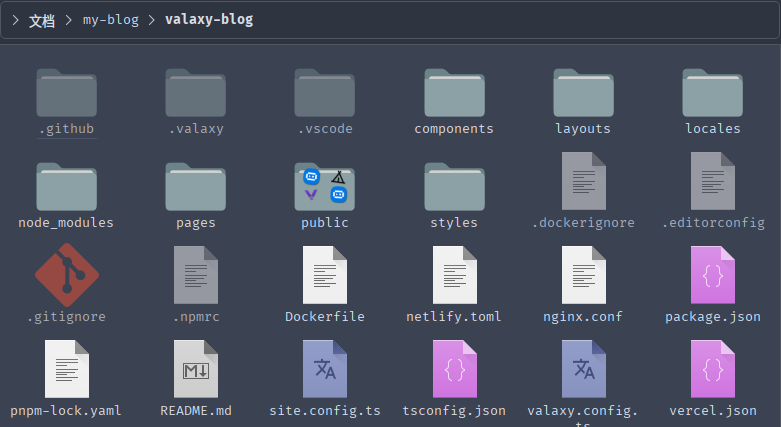 文档 my-blog valaxy-blog
.github .valaxy .vscode components layouts locales
node_modules pages public styles .dockerignore .editorconfig
.gitignore .npmrc Dockerfile netlify.toml nginx.conf package.json
pnpm-lock.yaml README.md site.config.ts tsconfig.json valaxy.config.
ts vercel.json